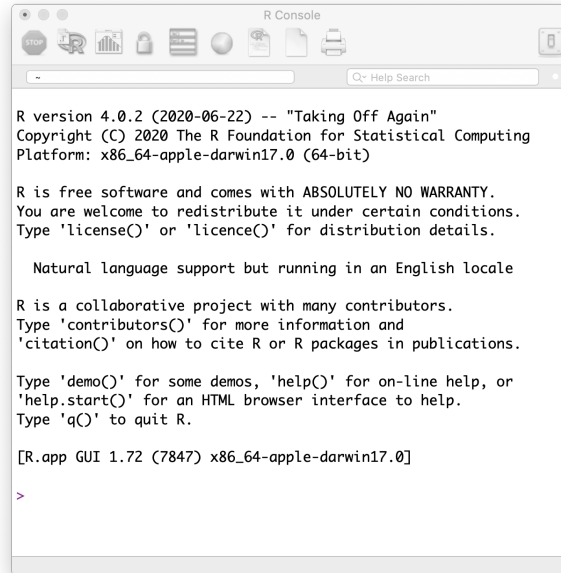 R Console
STOP
~
Help Search
R version 4.0.2 (2020-06-22) -- "Taking Off Again"
Copyright (C) 2020 The R Foundation for Statistical Computing
Platform: x86_64-apple-darwin17.0 (64-bit)
R is free software and comes with ABSOLUTELY NO WARRANTY.
You are welcome to redistribute it under certain conditions.
Type 'license()' or 'licence()' for distribution details.
Natural language support but running in an English locale
R is a collaborative project with many contributors.
Type 'contributors()' for more information and
'citation()' on how to cite R or R packages in publications.
Type 'demo()' for some demos, 'help()' for on-line help, or
'help.start()' for an HTML browser interface to help.
Type 'q()' to quit R.
[R.app GUI 1.72 (7847) x86_64-apple-darwin17.0]
>